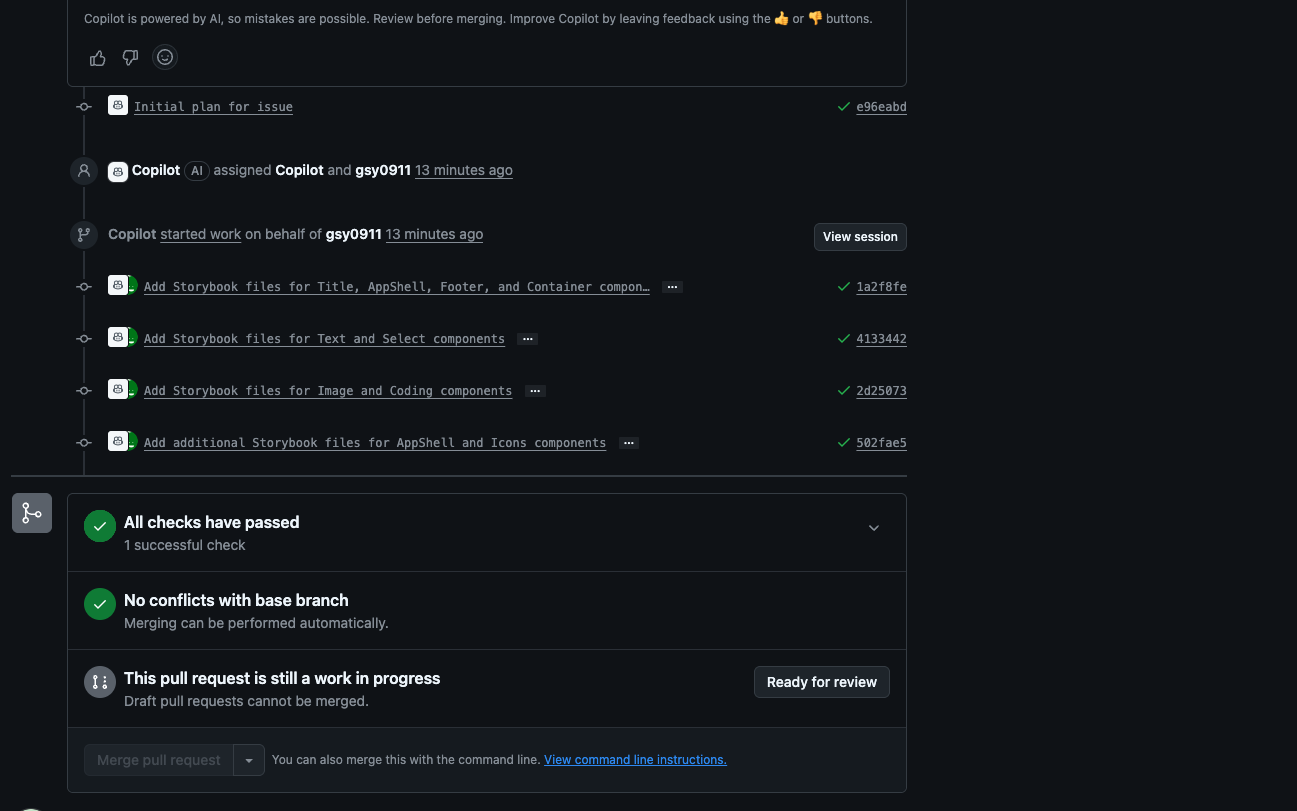 Copilot is powered by AI, so mistakes are possible. Review before merging. Improve Copilot by leaving feedback using the 👍 or 👎 buttons.
Initial plan for issue e96eabd
Copilot AI assigned Copilot and gsy0911 13 minutes ago
Copilot started work on behalf of gsy0911 13 minutes ago View session
Add Storybook files for Title, AppShell, Footer, and Container compon… ... 1a2f8fe
Add Storybook files for Text and Select components ... 4133442
Add Storybook files for Image and Coding components ... 2d25073
Add additional Storybook files for AppShell and Icons components ... 502fae5
All checks have passed
1 successful check
No conflicts with base branch
Merging can be performed automatically.
This pull request is still a work in progress
Draft pull requests cannot be merged.
Ready for review
Merge pull request You can also merge this with the command line. View command line instructions.